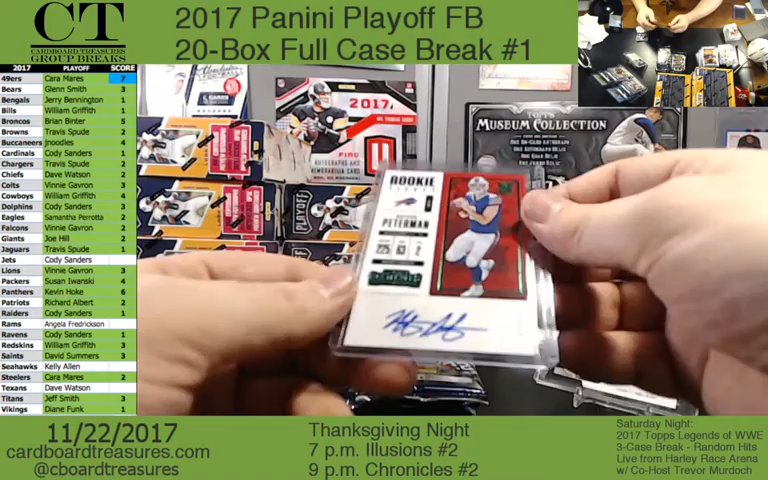 CT
CARDBOARD TREASURES
GROUP BREAKS
2017 Panini Playoff FB
20-Box Full Case Break #1
2017 PLAYOFF SCORE
49ers Cara Mares 7
Bears Glenn Smith 3
Bengals Jerry Bennington 1
Bills William Griffith 1
Broncos Brian Binter 5
Browns Travis Spude 2
Buccaneers Jnoodles 4
Cardinals Cody Sanders 1
Chargers Travis Spude 2
Chiefs Dave Watson 2
Colts Vinnie Gavron 3
Cowboys William Griffith 4
Dolphins Cody Sanders 3
Eagles Samantha Perrotta 2
Falcons Vinnie Gavron 2
Giants Joe Hill 2
Jaguars Travis Spude 1
Jets Cody Sanders
Lions Vinnie Gavron 3
Packers Susan Iwanski 4
Panthers Kevin Hoke 6
Patriots Richard Albert 2
Raiders Cody Sanders 1
Rams Angela Fredrickson
Ravens Cody Sanders 1
Redskins William Griffith 3
Saints David Summers 3
Seahawks Kelly Allen
Steelers Cara Mares 2
Texans Dave Watson
Titans Jeff Smith 3
Vikings Diane Funk 1
2017
TOPPS
MUSEUM COLLECTION
PLAYOFF
ROOKIE
TICKET
PETERMAN
225
11/22/2017
cardboardtreasures.com
@cboardtreasures
Thanksgiving Night
7 p.m. Illusions #2
9 p.m. Chronicles #2
Saturday Night:
2017 Topps Legends of WWE
3-Case Break - Random Hits
Live from Harley Race Arena
w/ Co-Host Trevor Murdoch